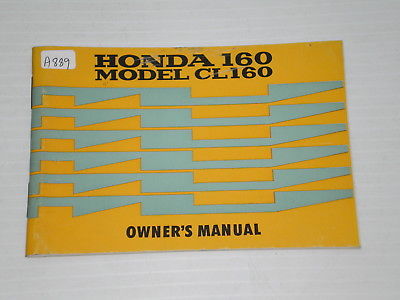 A889
HONDA 160
MODEL CL160
OWNER'S MANUAL